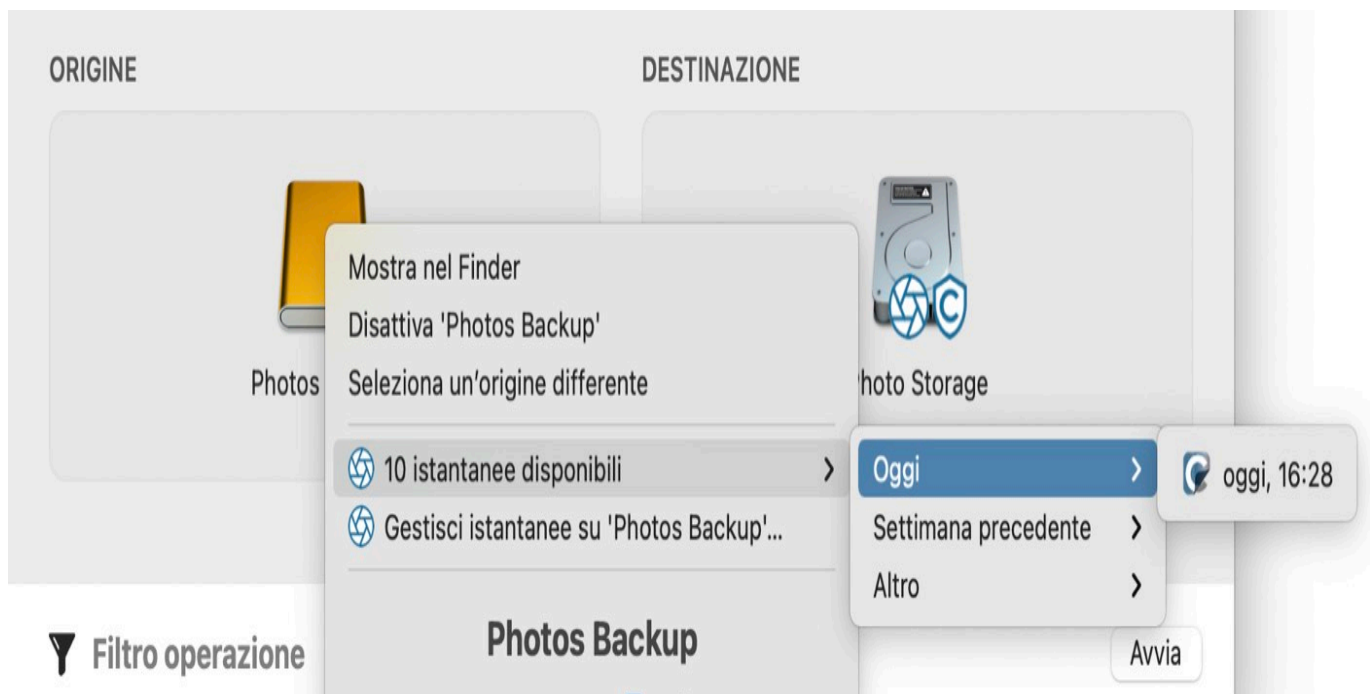 ORIGINE
DESTINAZIONE
Photos
hoto Storage
Mostra nel Finder
Disattiva 'Photos Backup'
Seleziona un'origine differente
10 istantanee disponibili
Gestisci istantanee su 'Photos Backup'...
Photos Backup
Oggi
Settimana precedente
Altro
oggi, 16:28
Filtro operazione
Avvia